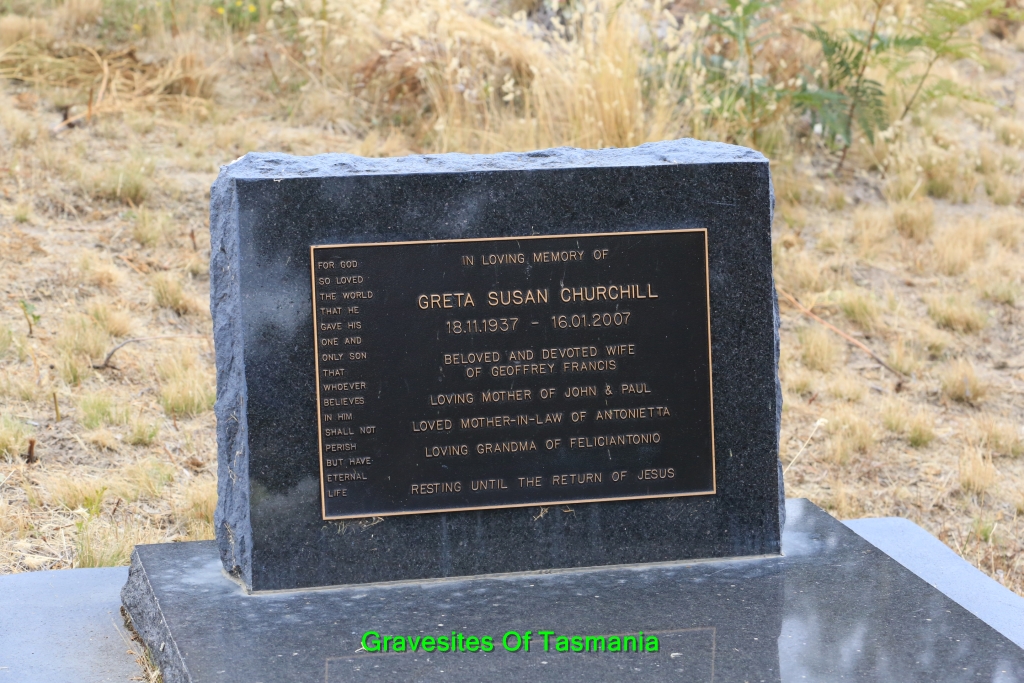 FOR GOD
SO LOVED
THE WORLD
THAT HE
GAVE HIS
ONE AND
ONLY SON
THAT
WHOEVER
BELIEVES
IN HIM
SHALL NOT
PERISH
BUT HAVE
ETERNAL
LIFE
IN LOVING MEMORY OF
GRETA SUSAN CHURCHILL
18.11.1937 - 16.01.2007
BELOVED AND DEVOTED WIFE
OF GEOFFREY FRANCIS
LOVING MOTHER OF JOHN & PAUL
LOVED MOTHER-IN-LAW OF ANTONIETTA
LOVING GRANDMA OF FELICIANTONIO
RESTING UNTIL THE RETURN OF JESUS
Gravesites Of Tasmania